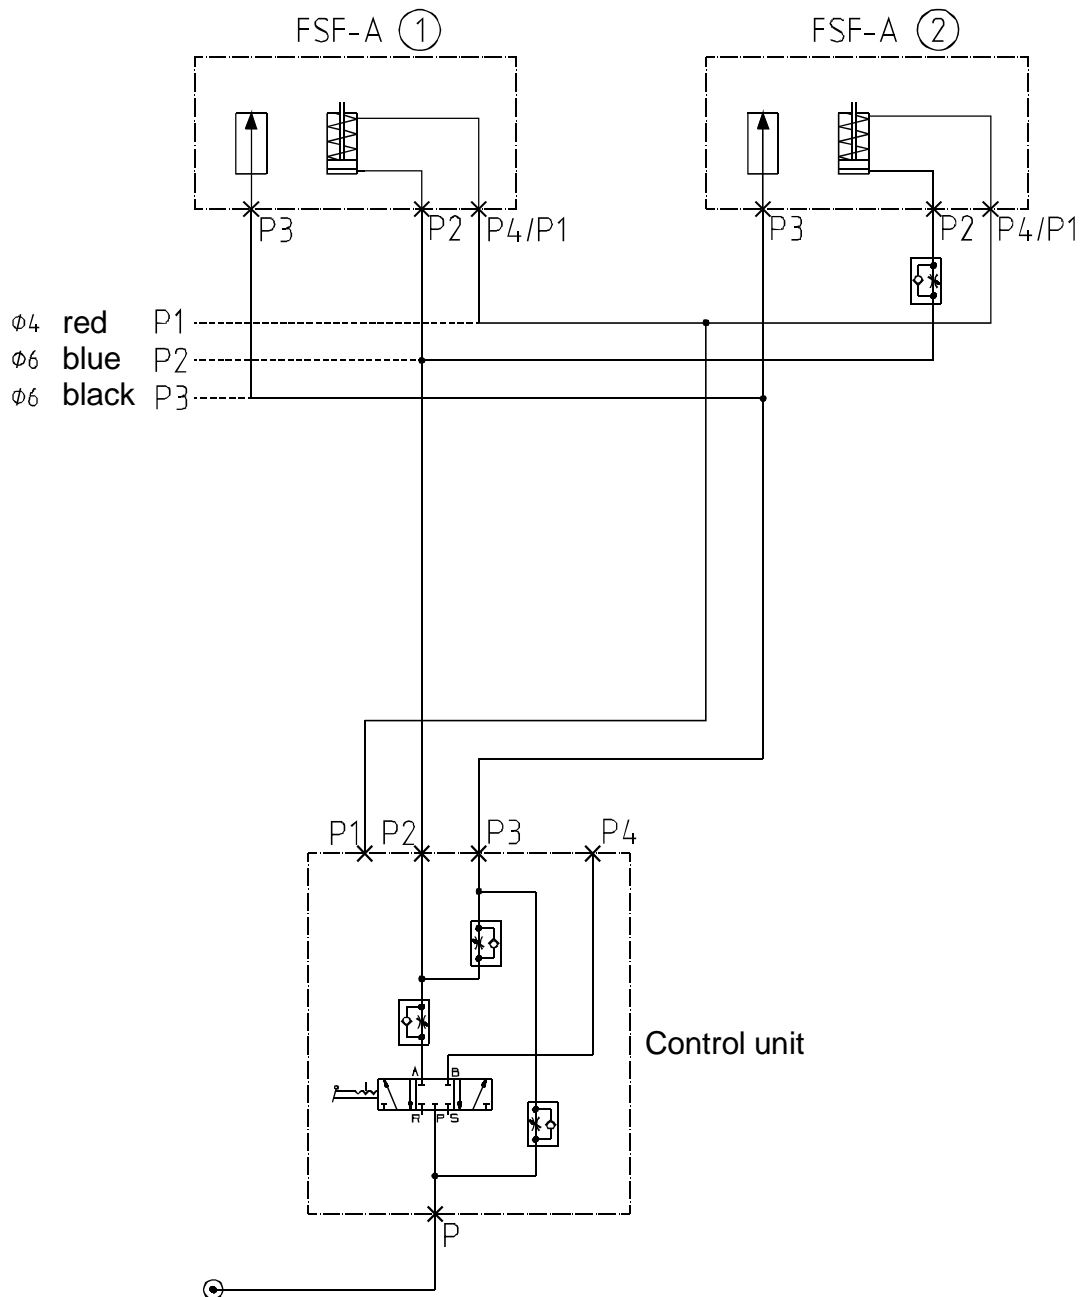 FSF-A 1
FSF-A 2
P3 P2 P4/P1
P3 P2 P4/P1
Φ4 red P1
Φ6 blue P2
Φ6 black P3
P1 P2 P3 P4
Control unit
A B
R P S
P